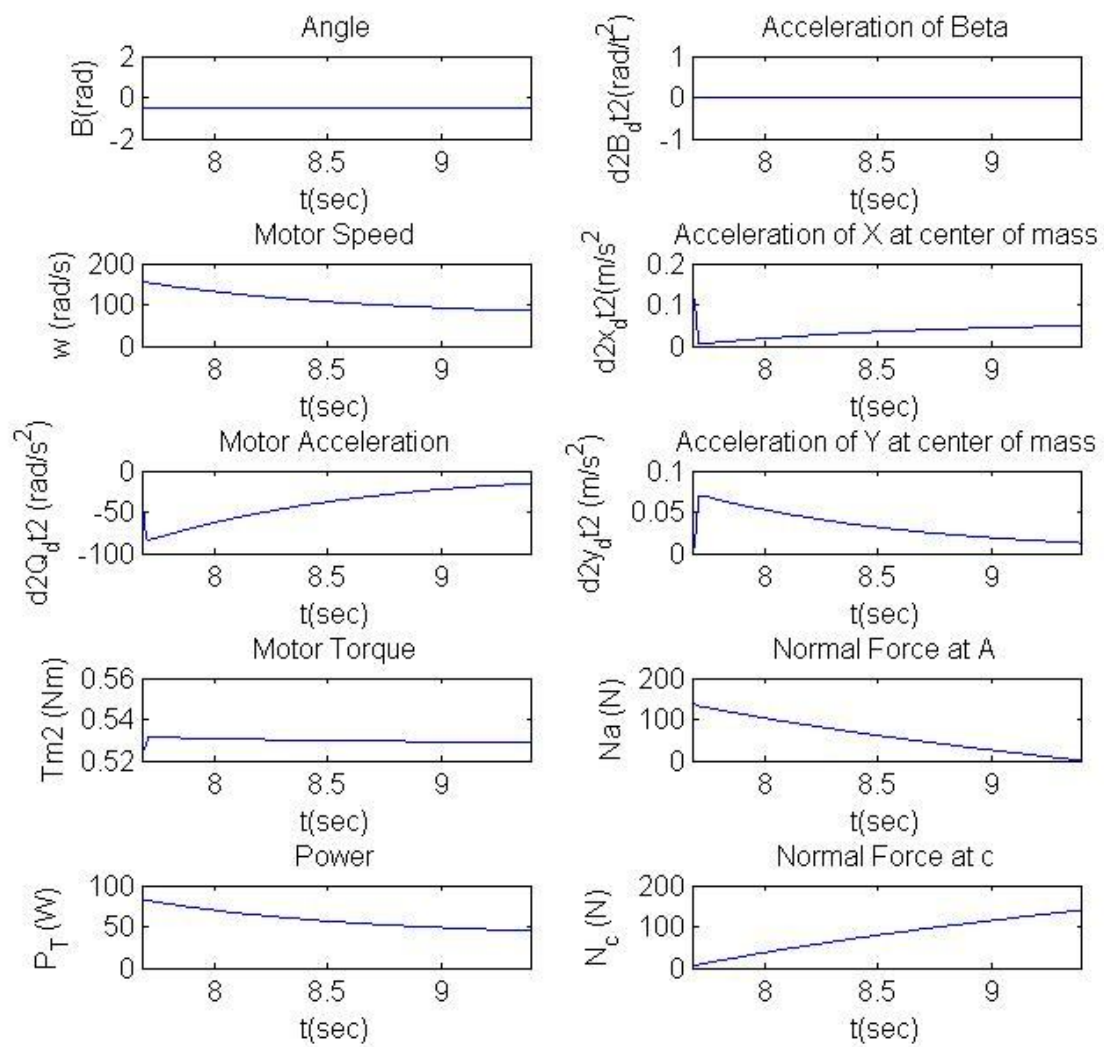 Angle
B(rad)
2
0
-2
8 8.5 9
t(sec)
Acceleration of Beta
d2B_dt2(rad/t^2)
1
0
-1
8 8.5 9
t(sec)
Motor Speed
w (rad/s)
200
100
0
8 8.5 9
t(sec)
Acceleration of X at center of mass
d2x_dt2(m/s^2
0.2
0.1
0
8 8.5 9
t(sec)
Motor Acceleration
d2Q_dt2 (rad/s^2)
0
-50
-100
8 8.5 9
t(sec)
Acceleration of Y at center of mass
d2y_dt2 (m/s^2)
0.1
0.05
0
8 8.5 9
t(sec)
Motor Torque
Tm2 (Nm)
0.56
0.54
0.52
8 8.5 9
t(sec)
Normal Force at A
Na (N)
200
100
0
8 8.5 9
t(sec)
Power
P_T (W)
100
50
0
8 8.5 9
t(sec)
Normal Force at c
N_c (N)
200
100
0
8 8.5 9
t(sec)